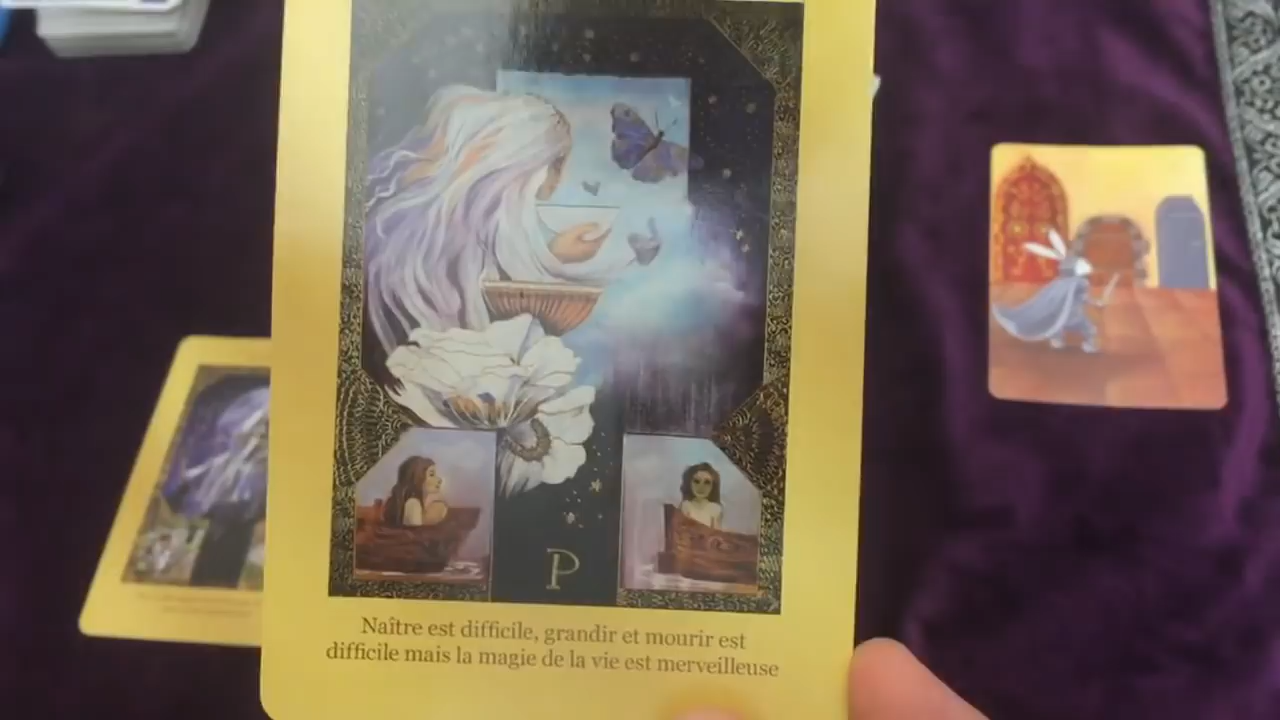 P
Naître est difficile, grandir et mourir est
difficile mais la magie de la vie est merveilleuse